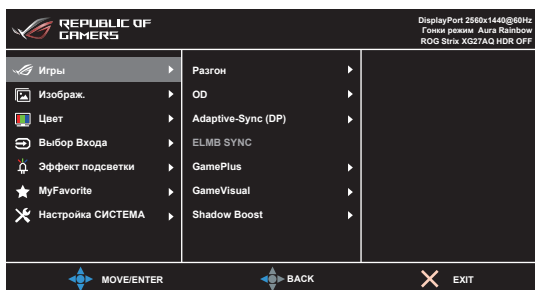 REPUBLIC OF
GAMERS
DisplayPort 2560x1440@60Hz
Гонки режим Aura Rainbow
ROG Strix XG27AQ HDR OFF
Игры
Изображ.
Цвет
Выбор Входа
Эффект подсветки
MyFavorite
Настройка СИСТЕМА
Разгон
OD
Adaptive-Sync (DP)
ELMB SYNC
GamePlus
GameVisual
Shadow Boost
MOVE/ENTER
BACK
EXIT